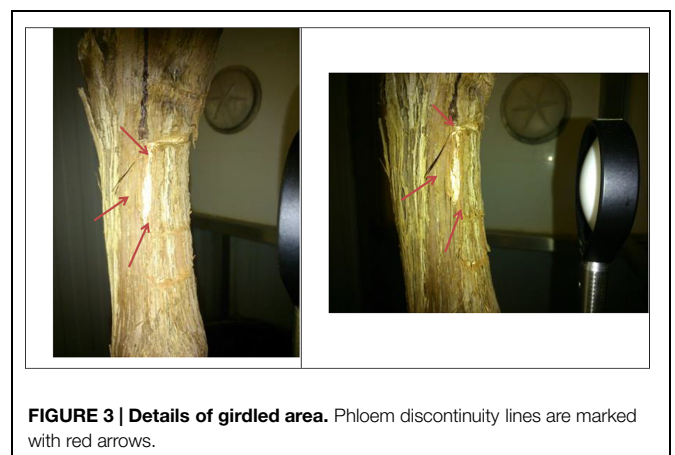 FIGURE 3 | Details of girdled area. Phloem discontinuity lines are marked
with red arrows.